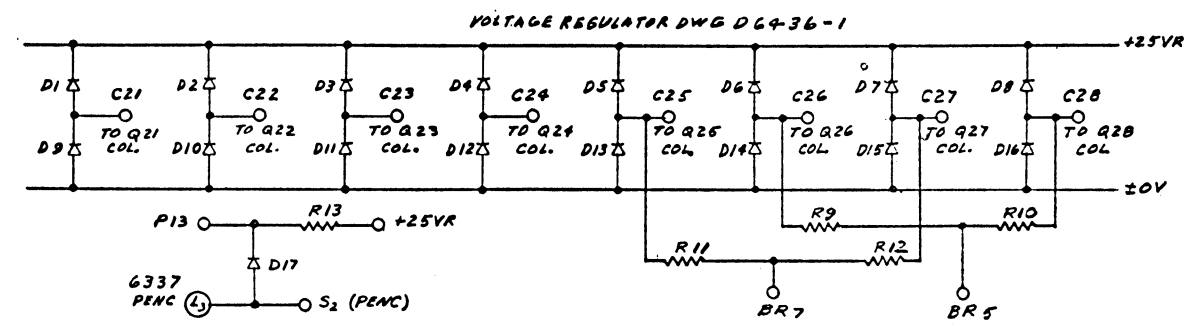 VOLTAGE REGULATOR DWG D6436-1
+25VR
D1 C21 D2 C22 D3 C23 D4 C24 D5 C25 D6 C26 D7 C27 D8 C28
TO Q21 TO Q22 TO Q23 TO Q24 TO Q25 TO Q26 TO Q27 TO Q28
D9 COL. D10 COL. D11 COL. D12 COL. D13 COL. D14 COL. D15 COL. D16 COL
±0V
P13 R13 +25VR R9 R10
R11 R12
D17
6337
PENC L3 S2 (PENC)
BR7 BR5